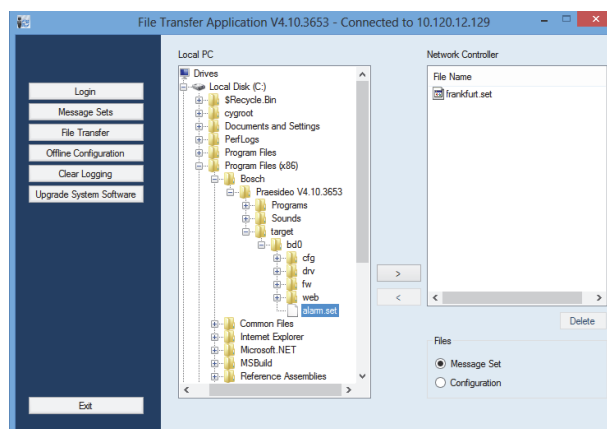 File Transfer Application V4.10.3653 - Connected to 10.120.12.129
Login
Message Sets
File Transfer
Offline Configuration
Clear Logging
Upgrade System Software
Exit
Local PC
Drives
Local Disk (C:)
$Recycle.Bin
cygroot
Documents and Settings
PerfLogs
Program Files
Program Files (x86)
Bosch
Praesideo V4.10.3653
Programs
Sounds
target
bd0
cfg
drv
fw
web
alarm.set
Common Files
Internet Explorer
Microsoft.NET
MSBuild
Reference Assemblies
>
<
Network Controller
File Name
frankfurt.set
Delete
Files
Message Set
Configuration